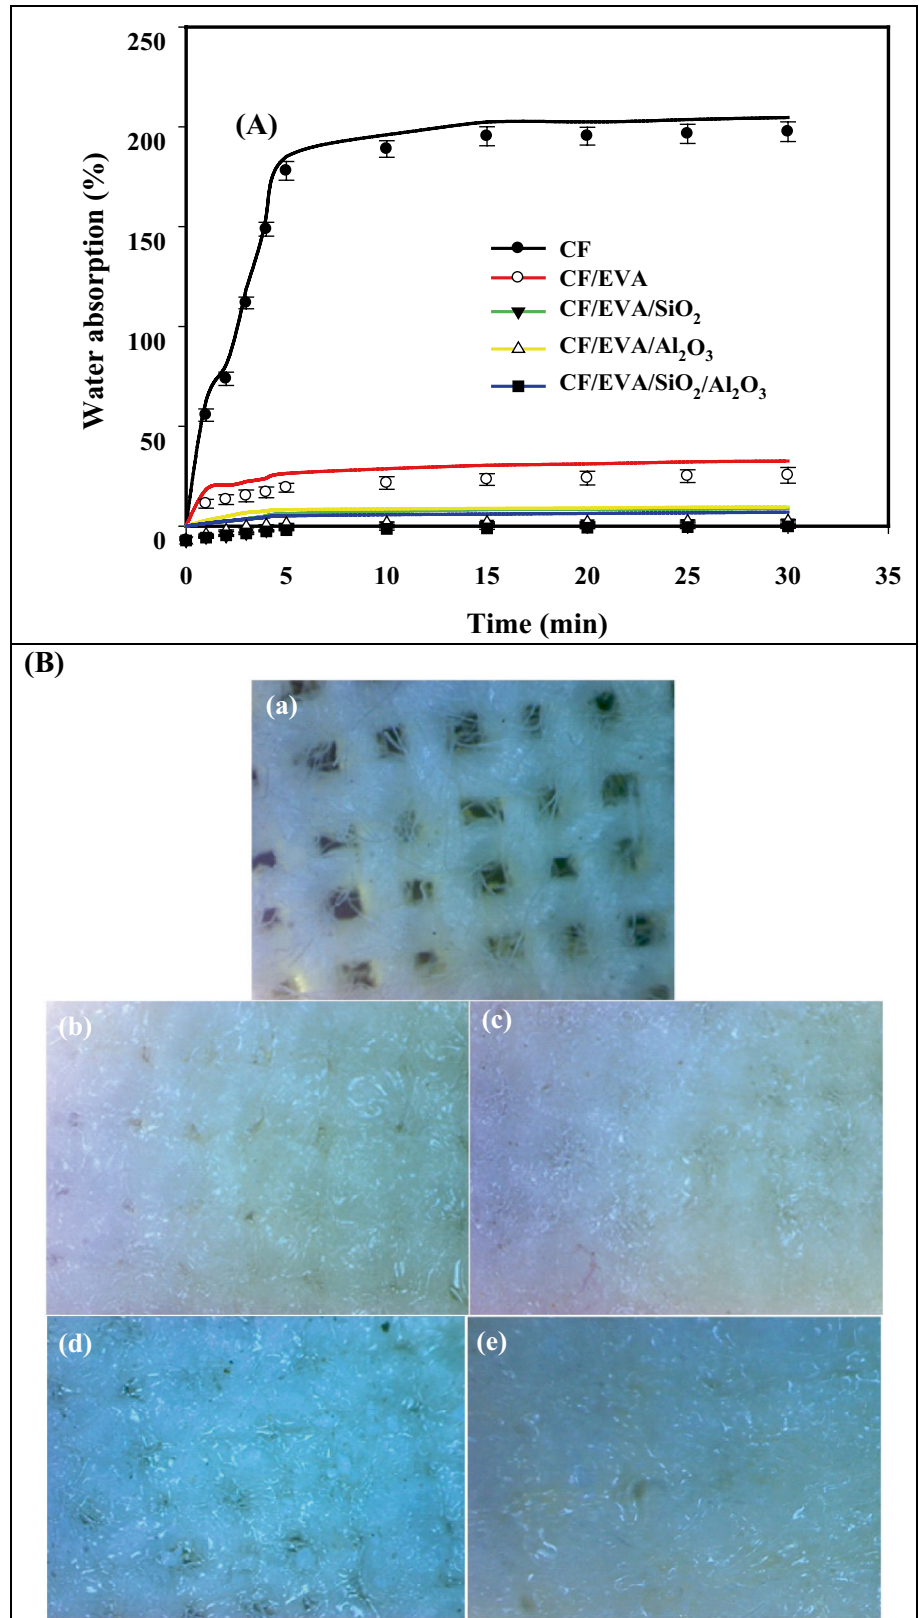 250
200
150
100
50
0
Water absorption (%)
(A)
CF
CF/EVA
CF/EVA/SiO₂
CF/EVA/Al₂O₃
CF/EVA/SiO₂/Al₂O₃
0 5 10 15 20 25 30 35
Time (min)
(B)
(a)
(b) (c)
(d) (e)